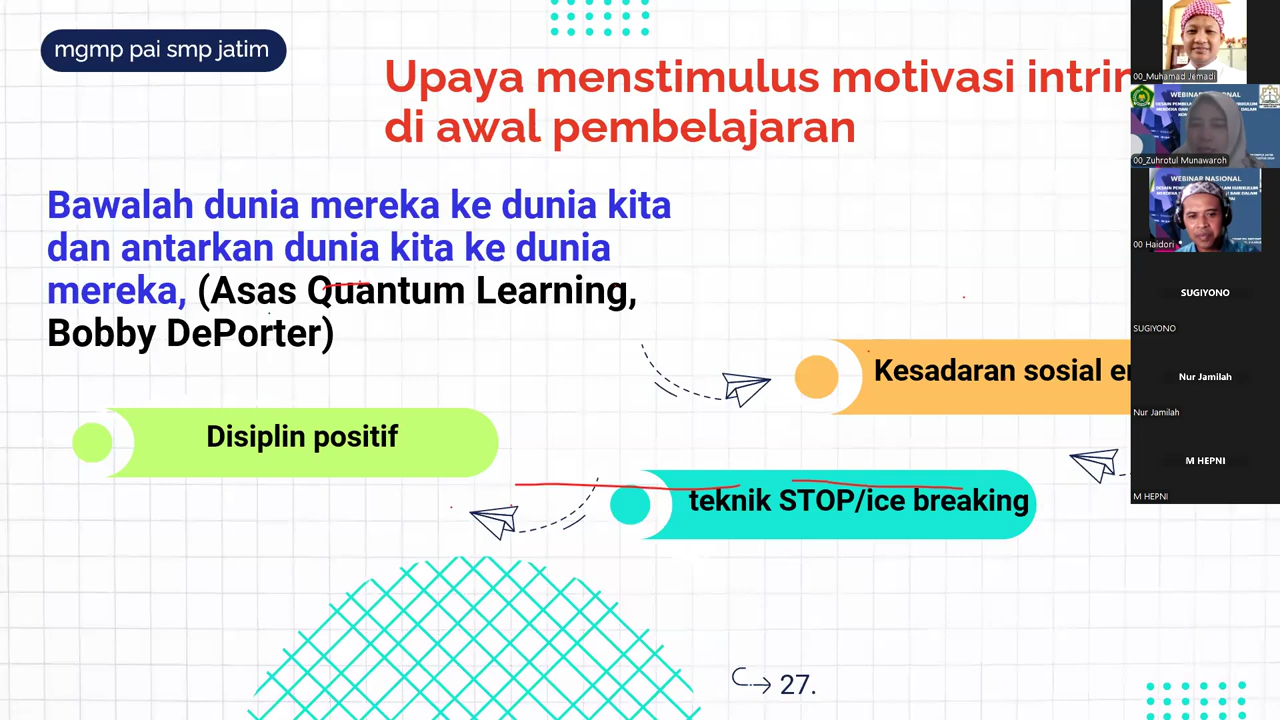 mgmp pai smp jatim
Upaya menstimulus motivasi intrin
di awal pembelajaran
Bawalah dunia mereka ke dunia kita
dan antarkan dunia kita ke dunia
mereka, (Asas Quantum Learning,
Bobby DePorter)
Kesadaran sosial e
Disiplin positif
teknik STOP/ice breaking
27.
00_Muhamad Jemadi
WEBINAR NASIONAL
00_Zuhrotul Munawaroh
WEBINAR NASIONAL
00 Haidori
SUGIYONO
SUGIYONO
Nur Jamilah
Nur Jamilah
M HEPNI
M HEPNI